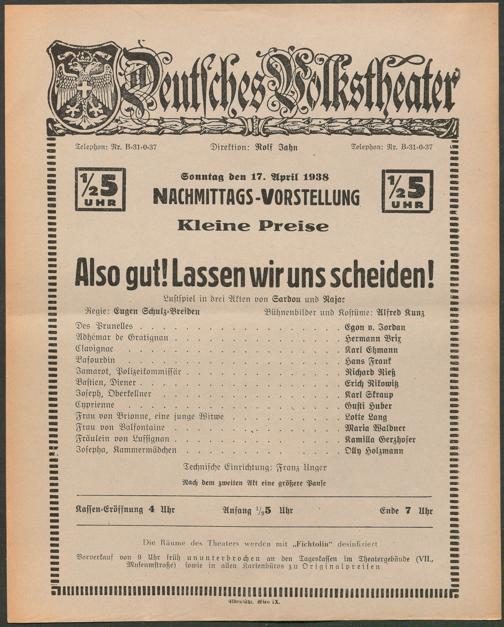 Deutsches Volkstheater
Telephon: Nr. B-31-0-37 Direktion: Rolf Jahn Telephon: Nr. B-31-0-37
1/2 5 UHR Sonntag den 17. April 1938 1/2 5 UHR
NACHMITTAGS-VORSTELLUNG
Kleine Preise
Also gut! Lassen wir uns scheiden!
Lustspiel in drei Akten von Sardou und Najac
Regie: Eugen Schulz-Breiden Bühnenbilder und Kostüme: Alfred Kunz
Des Prunelles . . . . . . . . . . Egon v. Jordan
Adhémar de Gratignan . . . . . . . . . . Hermann Brix
Clavignac . . . . . . . . . . Karl Ehmann
Bafourdin . . . . . . . . . . Hans Frank
Jamarot, Polizeikommissär . . . . . . . . . . Richard Rieß
Bastien, Diener . . . . . . . . . . Erich Nikowitz
Joseph, Oberkellner . . . . . . . . . . Karl Skraup
Cyprienne . . . . . . . . . . Gusti Huber
Frau von Brionne, eine junge Witwe . . . . . . . . . . Lotte Lang
Frau von Valfontaine . . . . . . . . . . Maria Waldner
Fräulein von Lussignan . . . . . . . . . . Kamilla Gerzhofer
Josepha, Kammermädchen . . . . . . . . . . Olly Holzmann
Technische Einrichtung: Franz Unger
Nach dem zweiten Akt eine größere Pause
Kassen-Eröffnung 4 Uhr Anfang 1/2 5 Uhr Ende 7 Uhr
Die Räume des Theaters werden mit „Fichtolin“ desinfiziert
Vorverkauf von 9 Uhr früh ununterbrochen an den Tageskassen im Theatergebäude (VII.,
Museumstraße) sowie in allen Kartenbüros zu Originalpreisen
Wien IX.